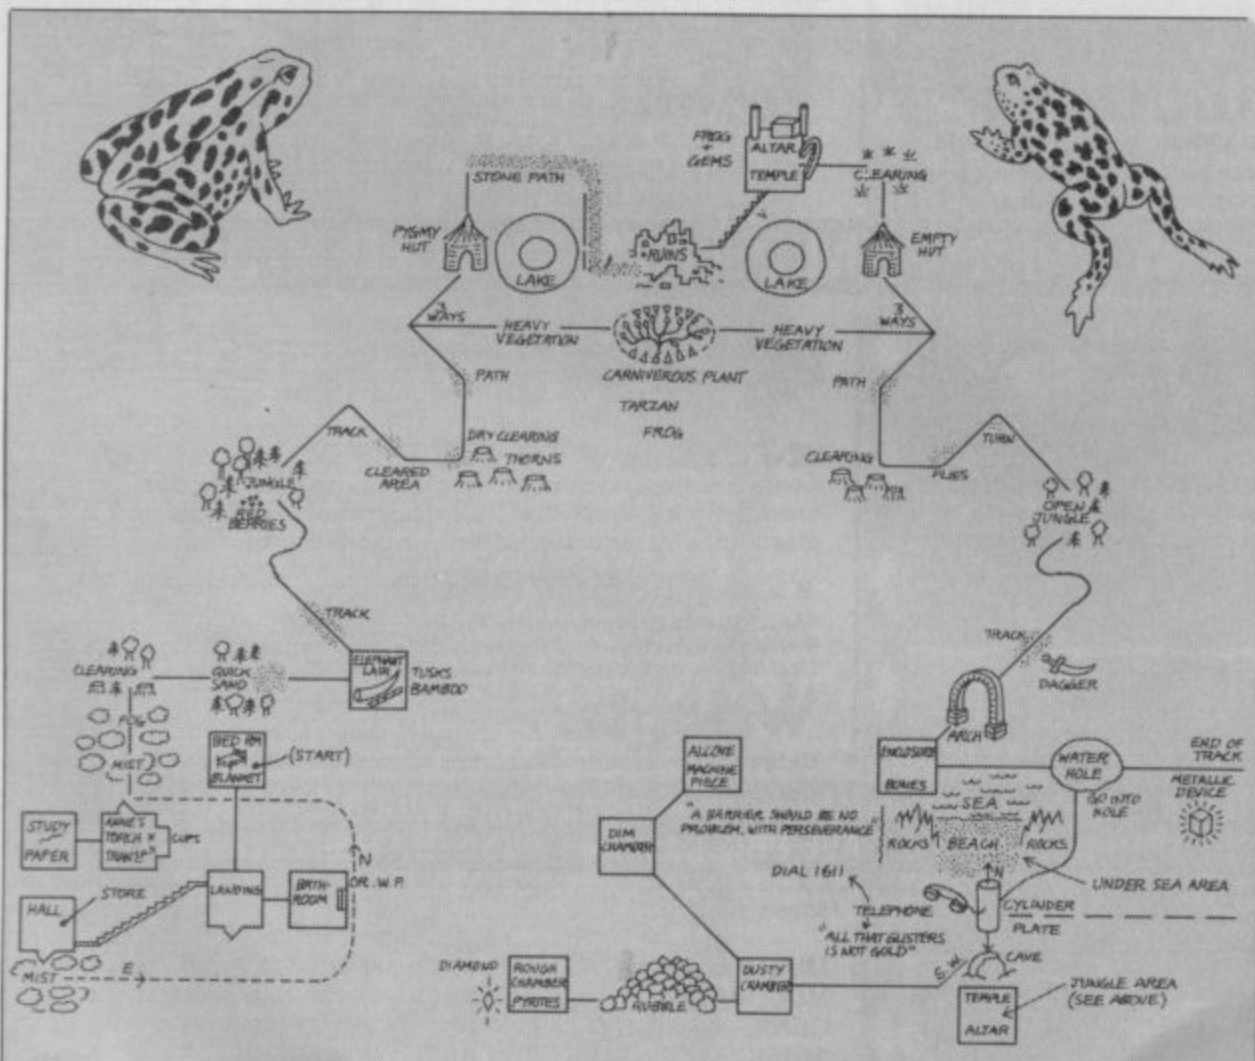 FROG
+
GEMS
ALTAR
TEMPLE
CLEARING
STONE PATH
PYGMY
HUT
LAKE
RUINS
LAKE
EMPTY
HUT
3
WAYS
HEAVY
VEGETATION
HEAVY
VEGETATION
3
WAYS
CARNIVEROUS PLANT
PATH
TARZAN
FROG
PATH
TRACK
CLEARED
AREA
DRY CLEARING
THORNS
JUNGLE
RED
BERRIES
CLEARING
FLIES
TURN
OPEN
JUNGLE
TRACK
TRACK
DAGGER
CLEARING
QUICK
SAND
ELEPHANT
LAIR
TUSKS
BAMBOO
FOG
MIST
BED RM
BLANKET
(START)
ARCH
ALCOVE
MACHINE
PIECE
ENCLOSURE
BONES
WATER
HOLE
END OF
TRACK
METALLIC
DEVICE
GO INTO
HOLE
SEA
"A BARRIER SHOULD BE NO
PROBLEM, WITH PERSEVERANCE"
ROCKS
BEACH
ROCKS
STUDY
PAPER
ANNE'S
TORCH
CUPS
DIM
CHAMBER
DIAL 1611
UNDER SEA AREA
N
N
DR. W.P.
STORE
HALL
LANDING
BATH-
ROOM
TELEPHONE
CYLINDER
PLATE
"ALL THAT GLISTERS
IS NOT GOLD"
MIST
E
DIAMOND
ROUGH
CHAMBER
PYRITES
RUBBLE
DUSTY
CHAMBER
S.W.
CAVE
TEMPLE
ALTAR
JUNGLE AREA
(SEE ABOVE)